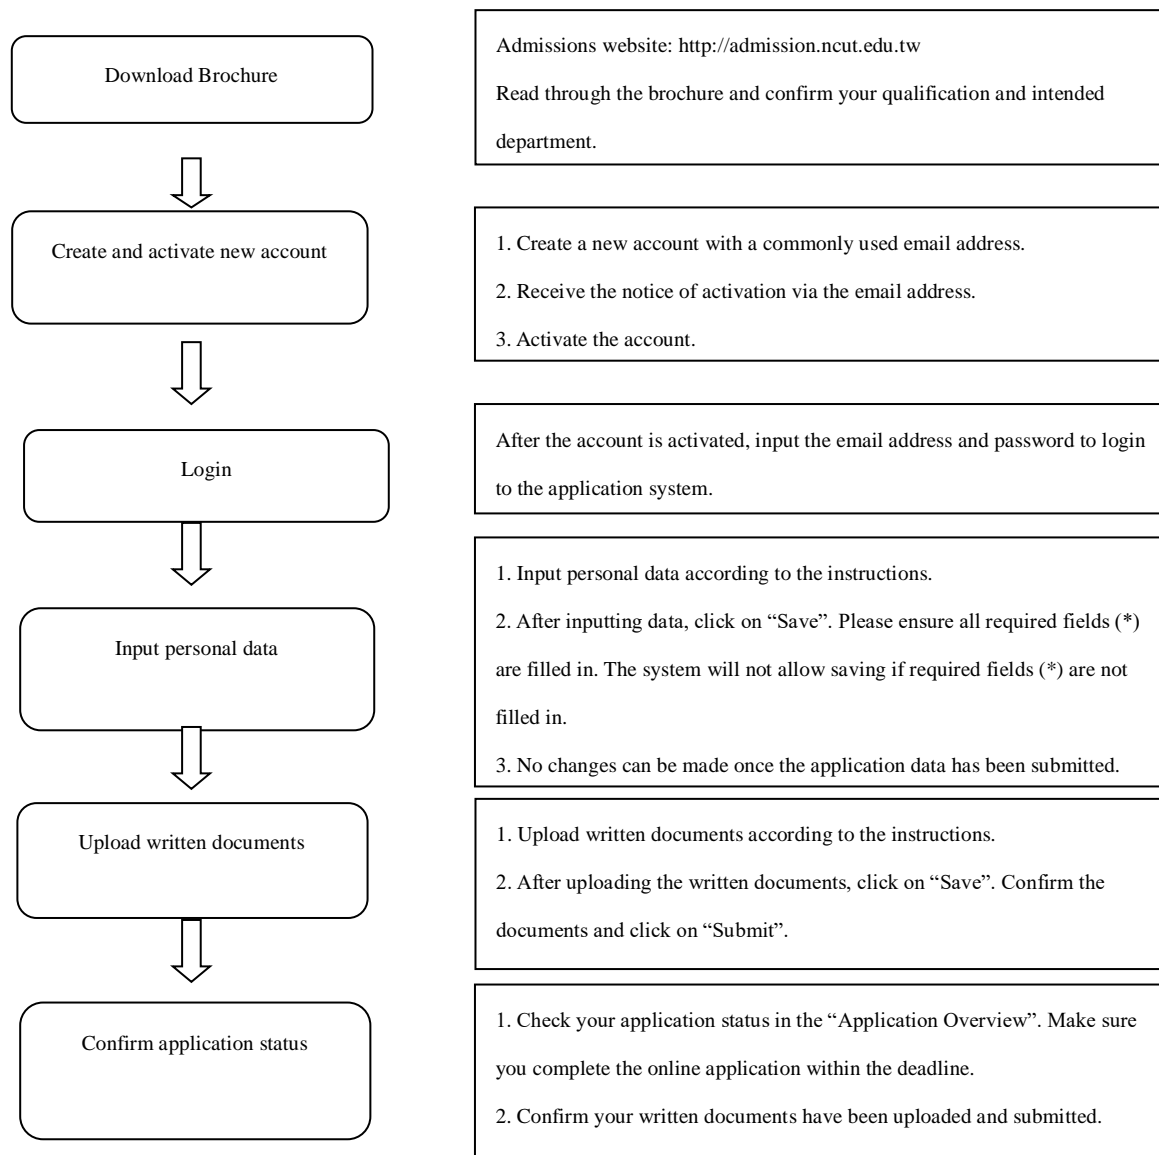 Download Brochure
Admissions website: http://admission.ncut.edu.tw
Read through the brochure and confirm your qualification and intended
department.
Create and activate new account
1. Create a new account with a commonly used email address.
2. Receive the notice of activation via the email address.
3. Activate the account.
Login
After the account is activated, input the email address and password to login
to the application system.
Input personal data
1. Input personal data according to the instructions.
2. After inputting data, click on “Save”. Please ensure all required fields (*)
are filled in. The system will not allow saving if required fields (*) are not
filled in.
3. No changes can be made once the application data has been submitted.
Upload written documents
1. Upload written documents according to the instructions.
2. After uploading the written documents, click on “Save”. Confirm the
documents and click on “Submit”.
Confirm application status
1. Check your application status in the “Application Overview”. Make sure
you complete the online application within the deadline.
2. Confirm your written documents have been uploaded and submitted.